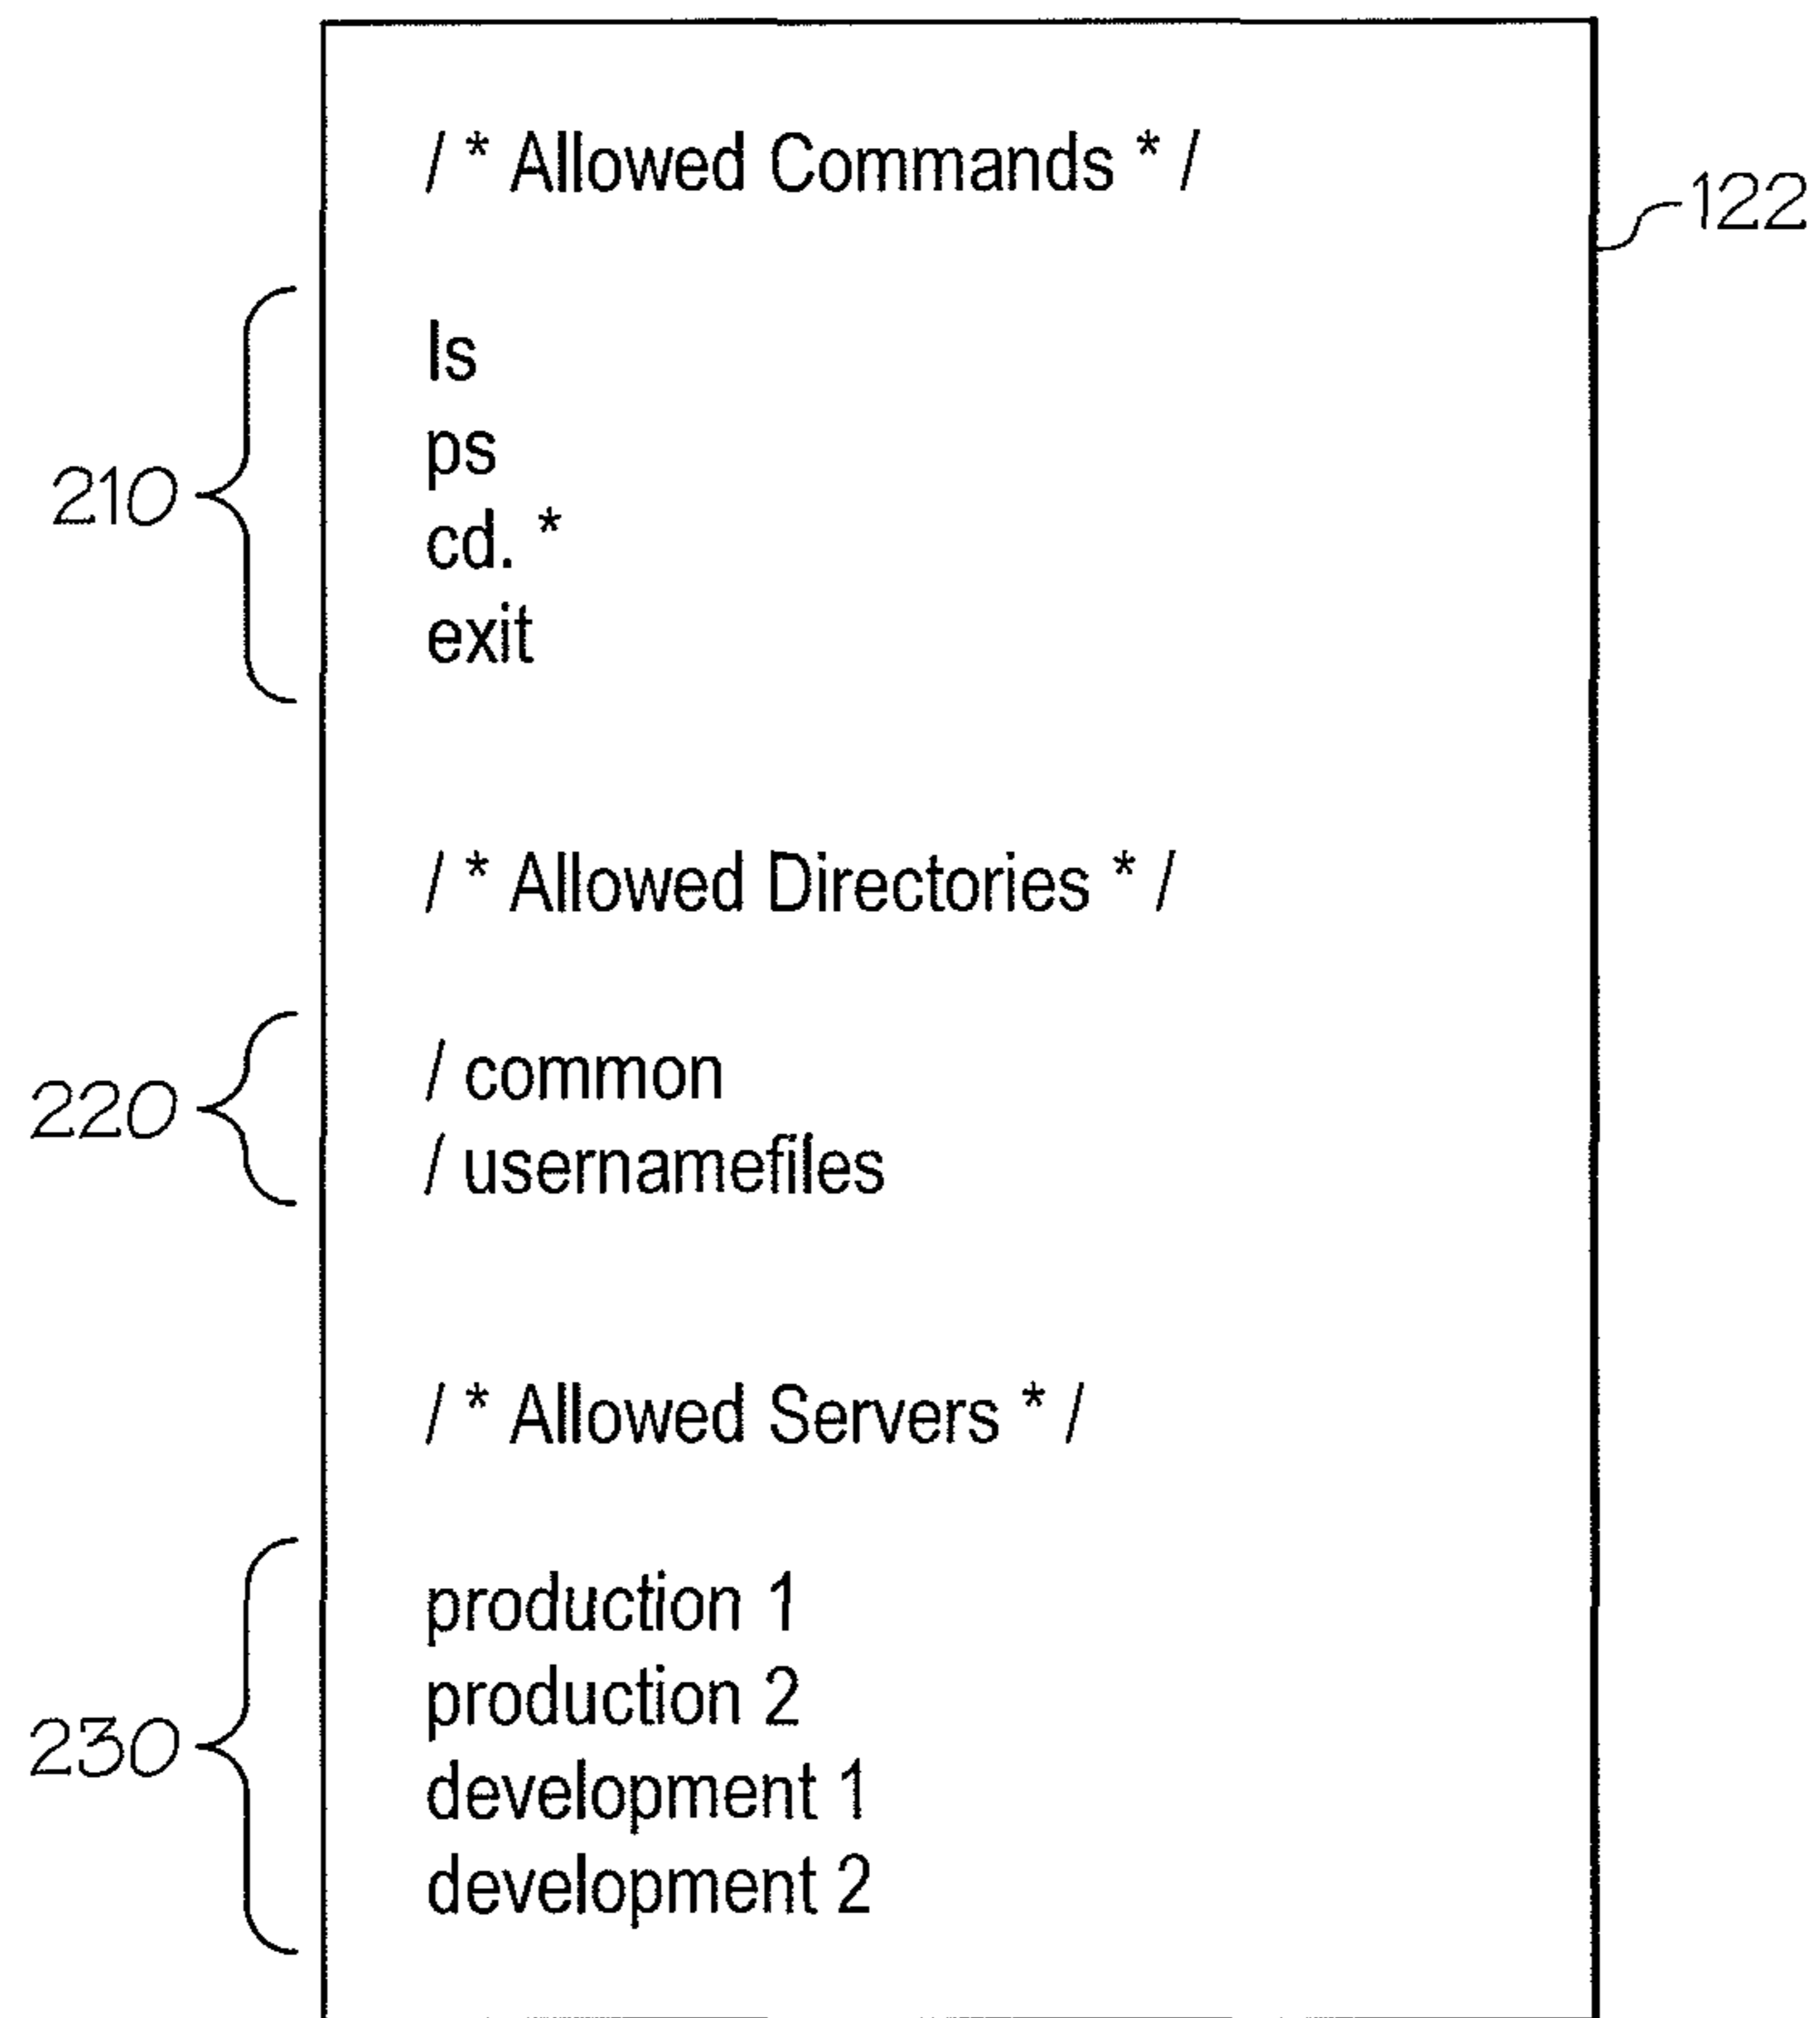 / * Allowed Commands * /
122
ls
ps
210
cd. *
exit
/ * Allowed Directories * /
/ common
220
/ usernamefiles
/ * Allowed Servers * /
production 1
production 2
230
development 1
development 2